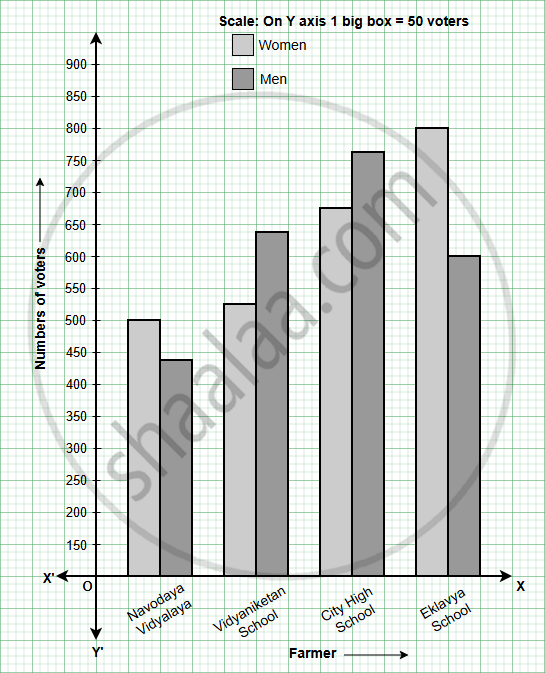 Scale: On Y axis 1 big box = 50 voters
Women
Men
900
850
800
750
700
650
600
550
500
450
400
350
300
250
200
150
Numbers of voters
X'
O
X
Y'
Navodaya
Vidyalaya
Vidyaniketan
School
City High
School
Eklavya
School
Farmer
shaalaa.com